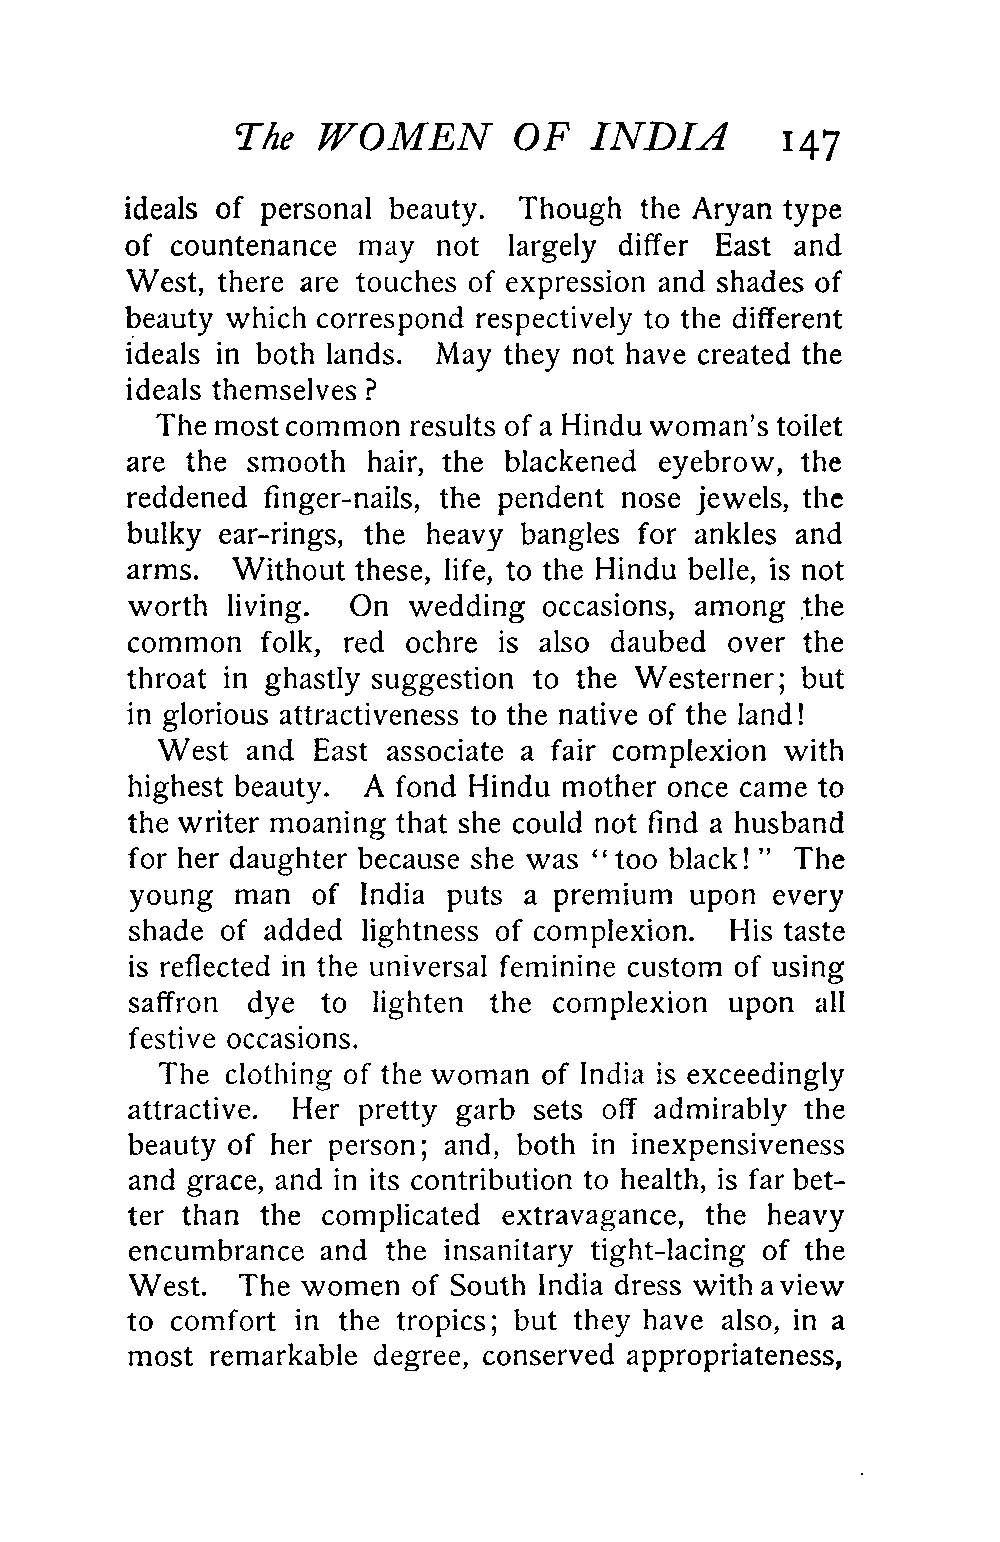 The WOMEN OF INDIA 147
ideals of personal beauty. Though the Aryan type
of countenance may not largely differ East and
West, there are touches of expression and shades of
beauty which correspond respectively to the different
ideals in both lands. May they not have created the
ideals themselves ?
The most common results of a Hindu woman's toilet
are the smooth hair, the blackened eyebrow, the
reddened finger-nails, the pendent nose jewels, the
bulky ear-rings, the heavy bangles for ankles and
arms. Without these, life, to the Hindu belle, is not
worth living. On wedding occasions, among the
common folk, red ochre is also daubed over the
throat in ghastly suggestion to the Westerner; but
in glorious attractiveness to the native of the land!
West and East associate a fair complexion with
highest beauty. A fond Hindu mother once came to
the writer moaning that she could not find a husband
for her daughter because she was "too black!" The
young man of India puts a premium upon every
shade of added lightness of complexion. His taste
is reflected in the universal feminine custom of using
saffron dye to lighten the complexion upon all
festive occasions.
The clothing of the woman of India is exceedingly
attractive. Her pretty garb sets off admirably the
beauty of her person; and, both in inexpensiveness
and grace, and in its contribution to health, is far bet-
ter than the complicated extravagance, the heavy
encumbrance and the insanitary tight-lacing of the
West. The women of South India dress with a view
to comfort in the tropics; but they have also, in a
most remarkable degree, conserved appropriateness,